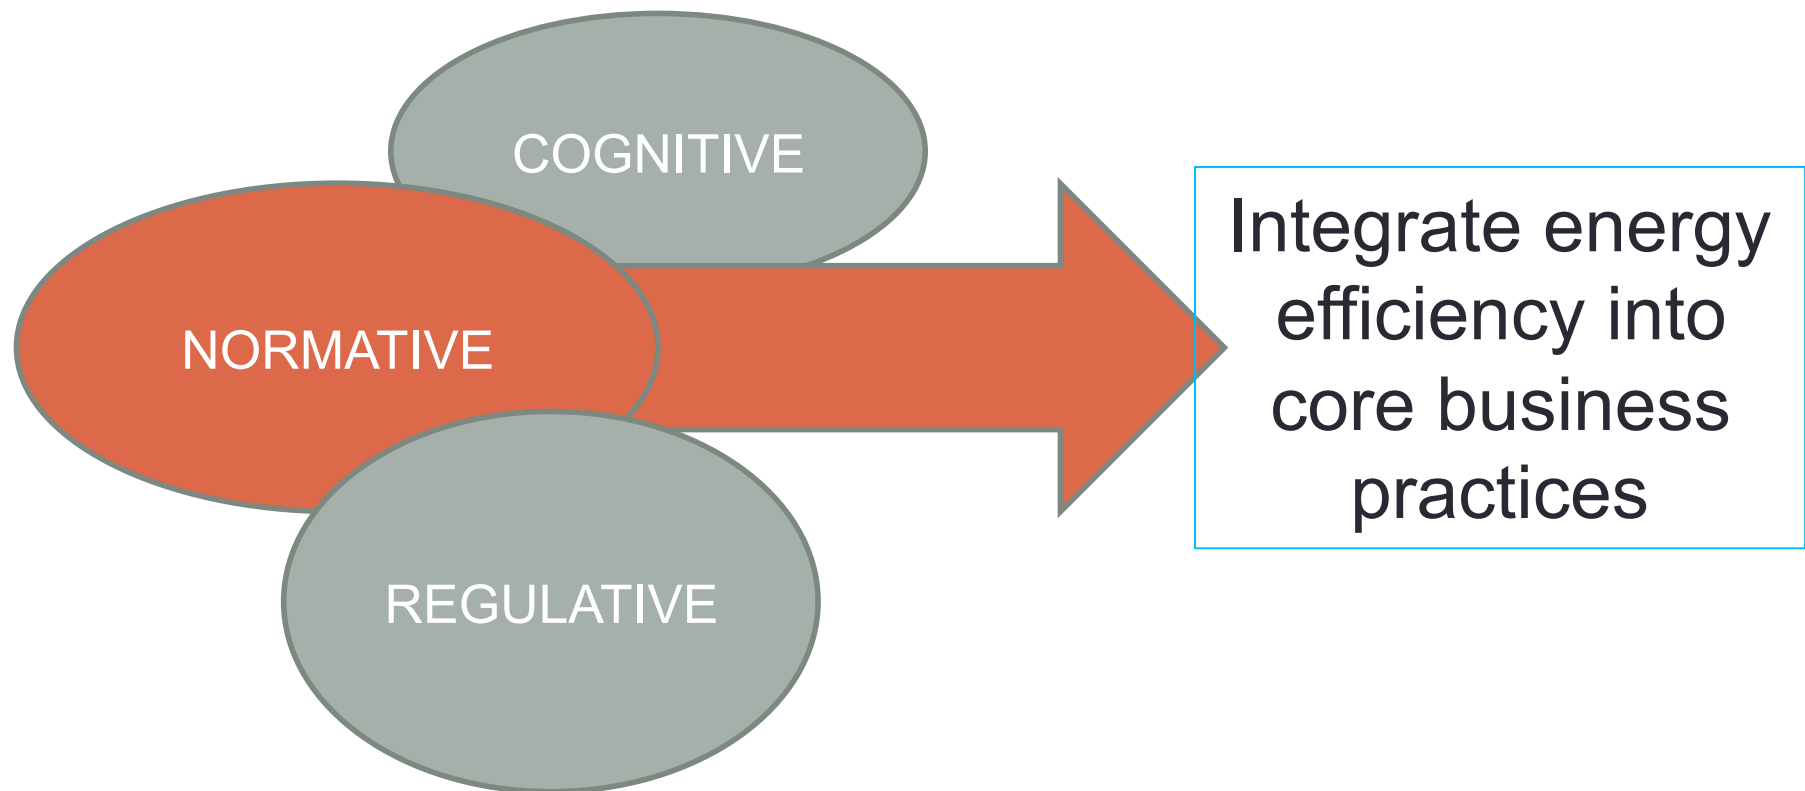 COGNITIVE
NORMATIVE
REGULATIVE
Integrate energy
efficiency into
core business
practices